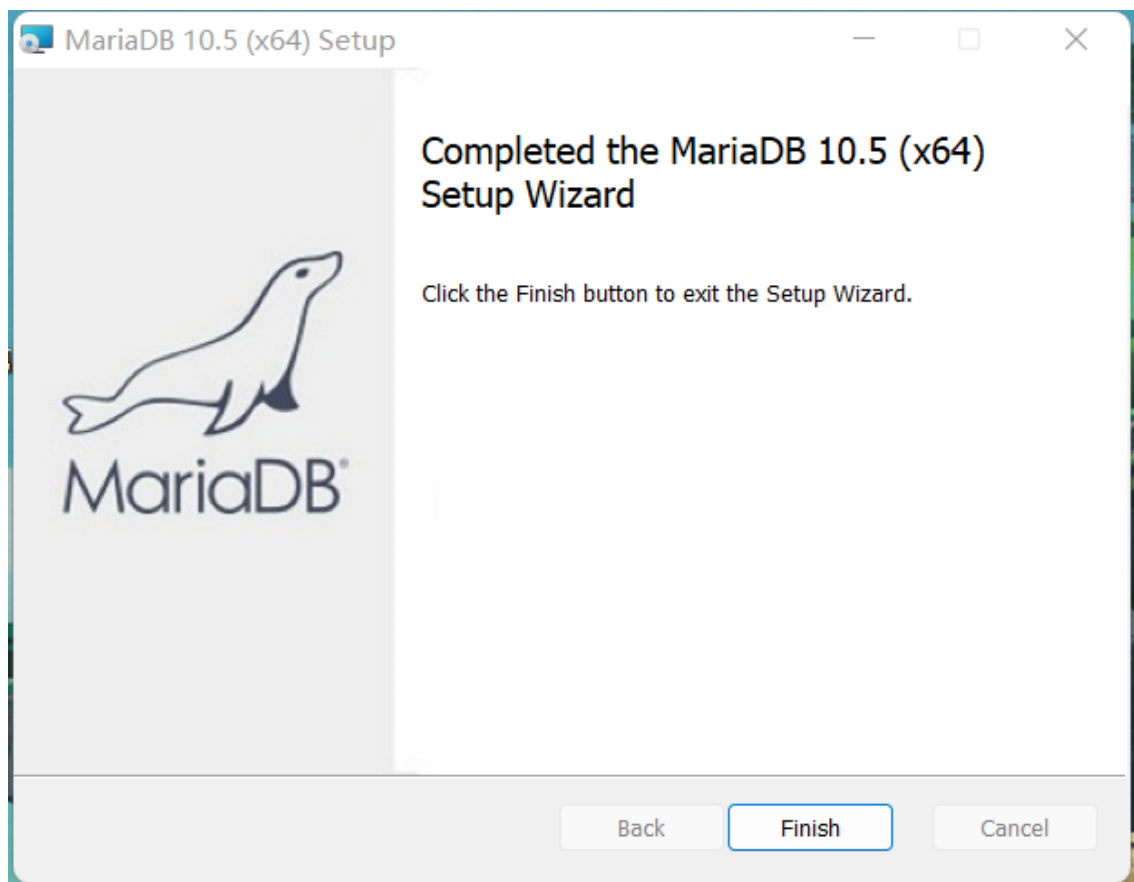 MariaDB 10.5 (x64) Setup
Completed the MariaDB 10.5 (x64)
Setup Wizard
Click the Finish button to exit the Setup Wizard.
MariaDB®
Back
Finish
Cancel